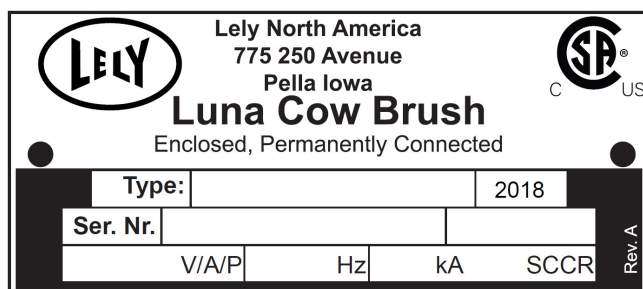 LELY
Lely North America
775 250 Avenue
Pella Iowa
CSA®
C US
Luna Cow Brush
Enclosed, Permanently Connected
Type: 2018
Ser. Nr.
V/A/P Hz kA SCCR
Rev. A